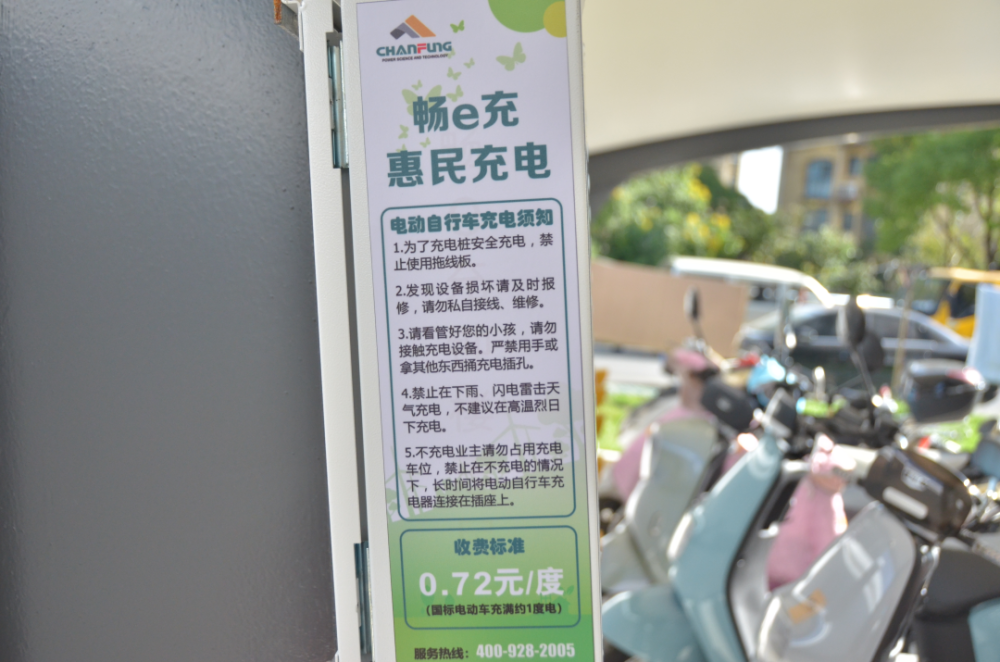 CHANFUNG
POWER SCIENCE AND TECHNOLOGY
畅e充
惠民充电
电动自行车充电须知
1.为了充电桩安全充电，禁
止使用拖线板。
2.发现设备损坏请及时报
修，请勿私自接线、维修。
3.请看管好您的小孩，请勿
接触充电设备。严禁用手或
拿其他东西捅充电插孔。
4.禁止在下雨、闪电雷击天
气充电，不建议在高温烈日
下充电。
5.不充电业主请勿占用充电
车位，禁止在不充电的情况
下，长时间将电动自行车充
电器连接在插座上。
收费标准
0.72元/度
（国标电动车充满约1度电）
服务热线：400-928-2005